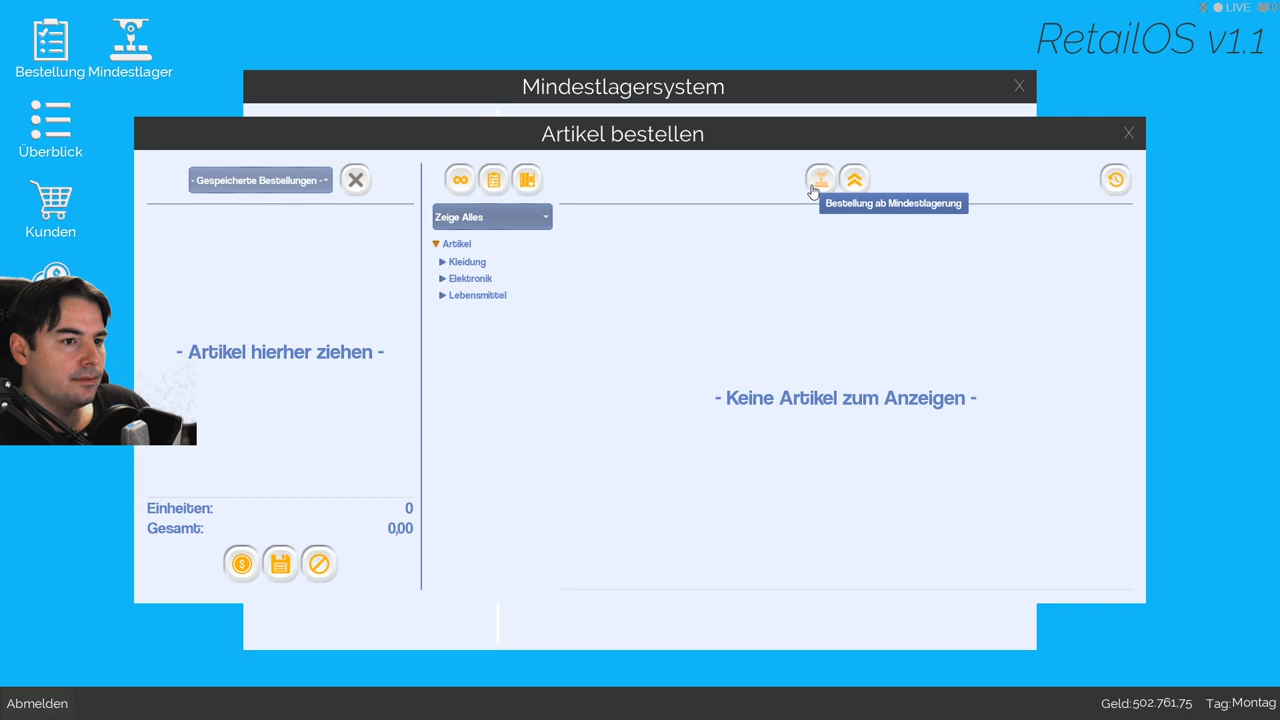 LIVE
RetailOS v1.1
Bestellung Mindestlager
Überblick
Kunden
Mindestlagersystem
X
Artikel bestellen
X
- Gespeicherte Bestellungen -
Bestellung ab Mindestlagerung
Zeige Alles
Artikel
Kleidung
Elektronik
Lebensmittel
- Artikel hierher ziehen -
- Keine Artikel zum Anzeigen -
Einheiten: 0
Gesamt: 0,00
Abmelden
Geld:502.761,75 Tag:Montag